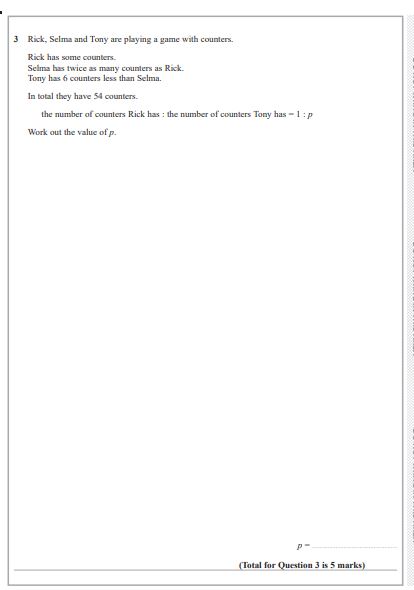 3 Rick, Selma and Tony are playing a game with counters.
Rick has some counters.
Selma has twice as many counters as Rick.
Tony has 6 counters less than Selma.
In total they have 54 counters.
the number of counters Rick has : the number of counters Tony has = 1 : p
Work out the value of p.
p = ............................................
(Total for Question 3 is 5 marks)